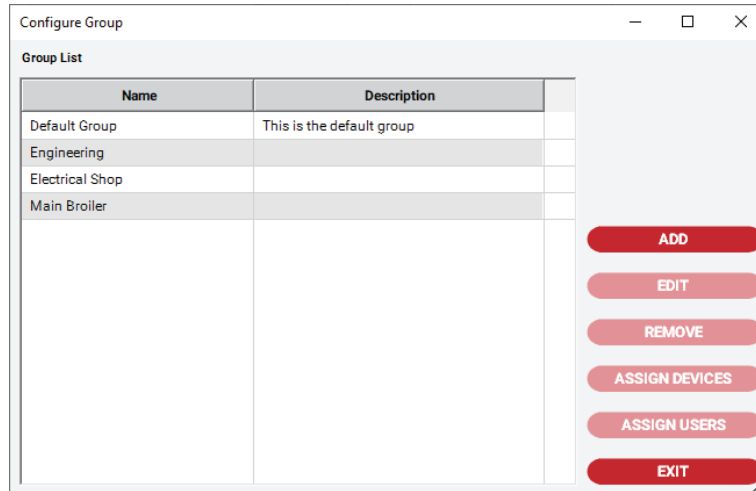 Configure Group
Group List
Name Description
Default Group This is the default group
Engineering
Electrical Shop
Main Broiler
ADD
EDIT
REMOVE
ASSIGN DEVICES
ASSIGN USERS
EXIT